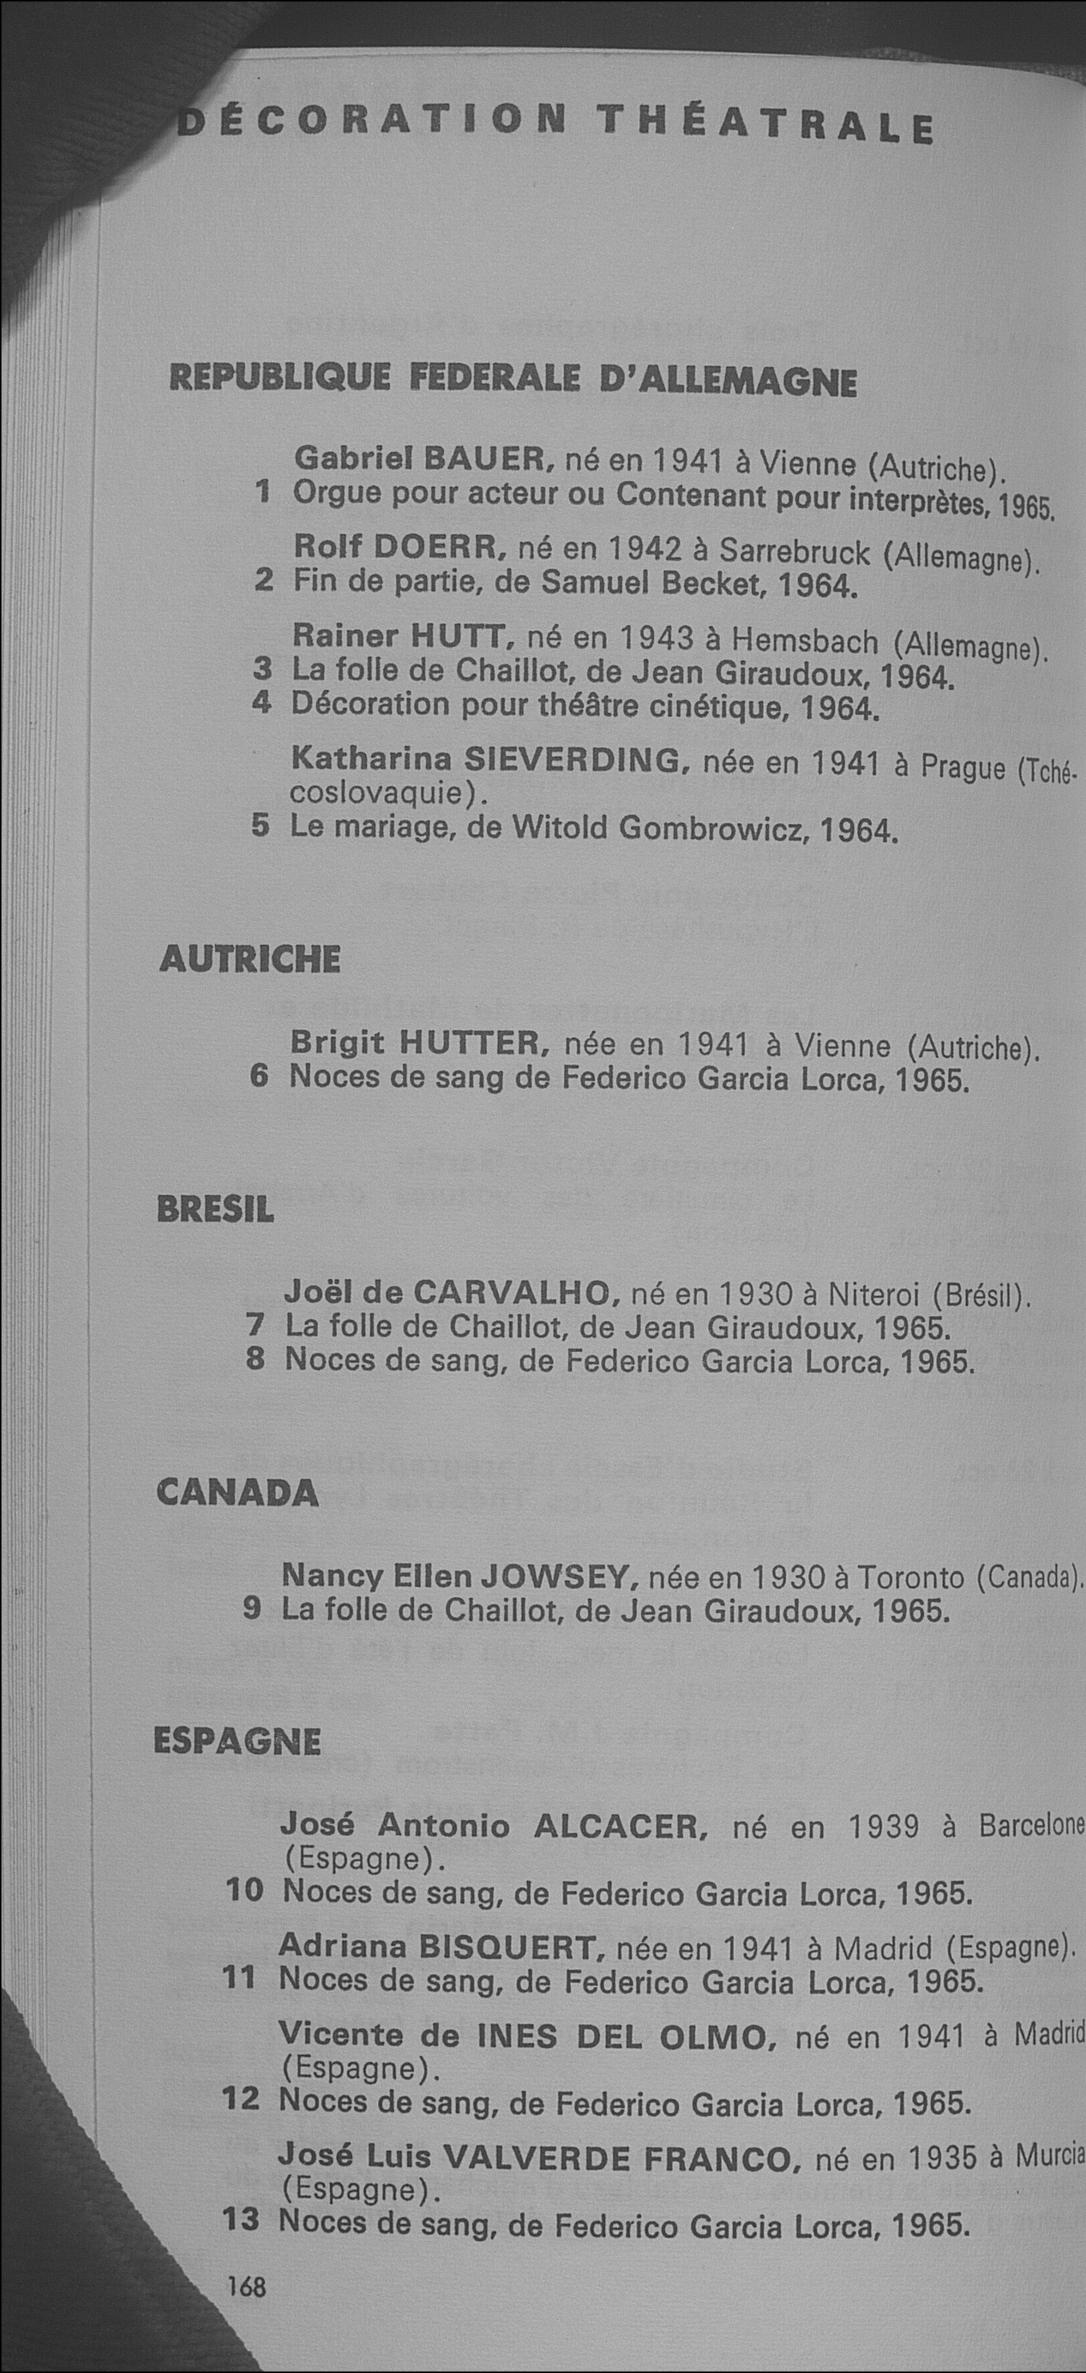 DÉCORATION THÉATRALE
REPUBLIQUE FEDERALE D'ALLEMAGNE
Gabriel BAUER, né en 1941 à Vienne (Autriche).
1 Orgue pour acteur ou Contenant pour interprètes, 1965.
Rolf DOERR, né en 1942 à Sarrebruck (Allemagne).
2 Fin de partie, de Samuel Becket, 1964.
Rainer HUTT, né en 1943 à Hemsbach (Allemagne).
3 La folle de Chaillot, de Jean Giraudoux, 1964.
4 Décoration pour théâtre cinétique, 1964.
Katharina SIEVERDING, née en 1941 à Prague (Tché-
coslovaquie).
5 Le mariage, de Witold Gombrowicz, 1964.
AUTRICHE
Brigit HUTTER, née en 1941 à Vienne (Autriche).
6 Noces de sang de Federico Garcia Lorca, 1965.
BRESIL
Joël de CARVALHO, né en 1930 à Niteroi (Brésil).
7 La folle de Chaillot, de Jean Giraudoux, 1965.
8 Noces de sang, de Federico Garcia Lorca, 1965.
CANADA
Nancy Ellen JOWSEY, née en 1930 à Toronto (Canada).
9 La folle de Chaillot, de Jean Giraudoux, 1965.
ESPAGNE
José Antonio ALCACER, né en 1939 à Barcelone
(Espagne).
10 Noces de sang, de Federico Garcia Lorca, 1965.
Adriana BISQUERT, née en 1941 à Madrid (Espagne).
11 Noces de sang, de Federico Garcia Lorca, 1965.
Vicente de INES DEL OLMO, né en 1941 à Madrid
(Espagne).
12 Noces de sang, de Federico Garcia Lorca, 1965.
José Luis VALVERDE FRANCO, né en 1935 à Murcia
(Espagne).
13 Noces de sang, de Federico Garcia Lorca, 1965.
168